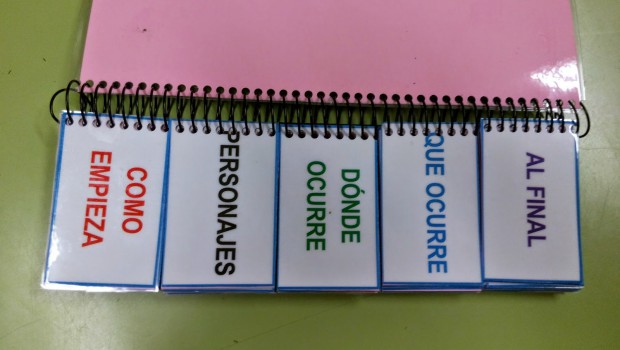 COMO
EMPIEZA
PERSONAJES
DÓNDE
OCURRE
QUE OCURRE
AL FINAL